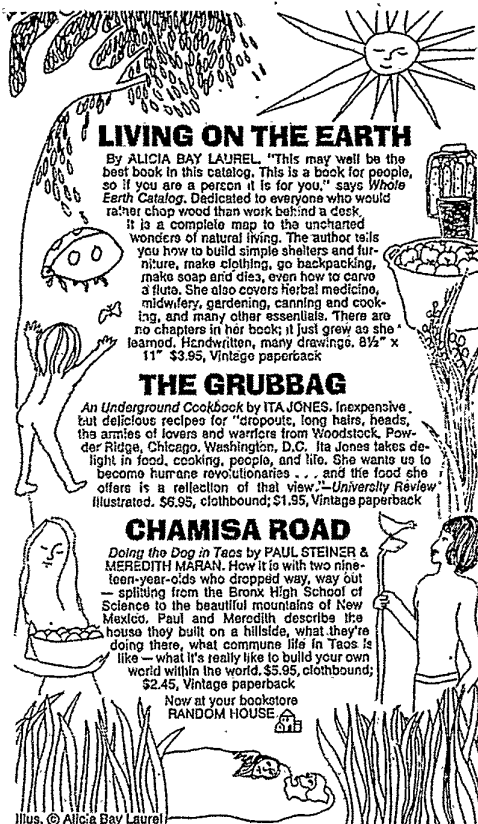 LIVING ON THE EARTH
By ALICIA BAY LAUREL. "This may well be the
best book in this catalog. This is a book for people,
so if you are a person it is for you," says Whole
Earth Catalog. Dedicated to everyone who would
rather chop wood than work behind a desk,
it is a complete map to the uncharted
wonders of natural living. The author tells
you how to build simple shelters and fur-
niture, make clothing, go backpacking,
make soap and dies, even how to carve
a flute. She also covers herbal medicine,
midwifery, gardening, canning and cook-
ing, and many other essentials. There are
no chapters in her book; it just grew as she
learned. Handwritten, many drawings. 8½" x
11" $3.95, Vintage paperback
THE GRUBBAG
An Underground Cookbook by ITA JONES. Inexpensive
but delicious recipes for "dropouts, long hairs, heads,
the armies of lovers and warriors from Woodstock, Pow-
der Ridge, Chicago, Washington, D.C. Ita Jones takes de-
light in food, cooking, people, and life. She wants us to
become humane revolutionaries . . . and the food she
offers is a reflection of that view."—University Review
Illustrated. $6.95, clothbound; $1.95, Vintage paperback
CHAMISA ROAD
Doing the Dog in Taos by PAUL STEINER &
MEREDITH MARAN. How it is with two nine-
teen-year-olds who dropped way, way out
— splitting from the Bronx High School of
Science to the beautiful mountains of New
Mexico. Paul and Meredith describe the
house they built on a hillside, what they're
doing there, what commune life in Taos is
like — what it's really like to build your own
world within the world. $5.95, clothbound;
$2.45, Vintage paperback
Now at your bookstore
RANDOM HOUSE
Illus. © Alicia Bay Laurel